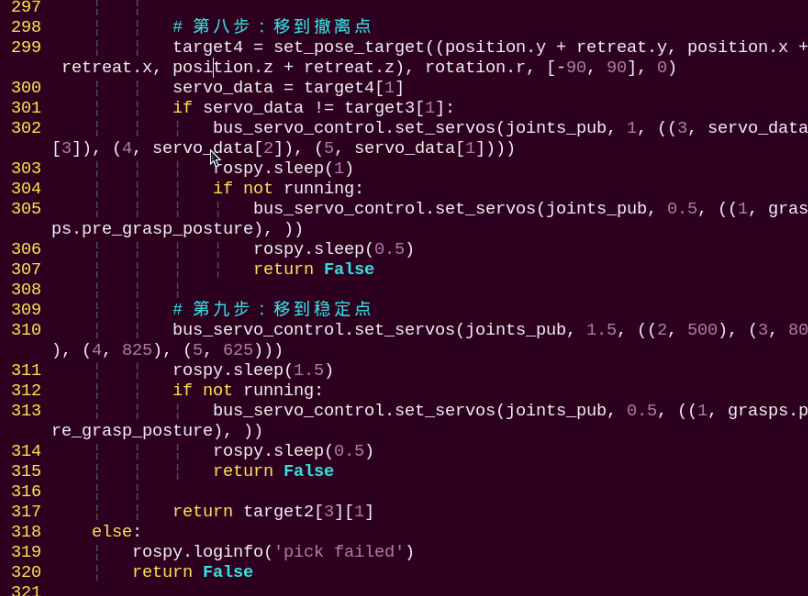 297
298 # 第八步：移到撤离点
299 target4 = set_pose_target((position.y + retreat.y, position.x +
retreat.x, position.z + retreat.z), rotation.r, [-90, 90], 0)
300 servo_data = target4[1]
301 if servo_data != target3[1]:
302 bus_servo_control.set_servos(joints_pub, 1, ((3, servo_data
[3]), (4, servo_data[2]), (5, servo_data[1])))
303 rospy.sleep(1)
304 if not running:
305 bus_servo_control.set_servos(joints_pub, 0.5, ((1, gras
ps.pre_grasp_posture), ))
306 rospy.sleep(0.5)
307 return False
308
309 # 第九步：移到稳定点
310 bus_servo_control.set_servos(joints_pub, 1.5, ((2, 500), (3, 80
), (4, 825), (5, 625)))
311 rospy.sleep(1.5)
312 if not running:
313 bus_servo_control.set_servos(joints_pub, 0.5, ((1, grasps.p
re_grasp_posture), ))
314 rospy.sleep(0.5)
315 return False
316
317 return target2[3][1]
318 else:
319 rospy.loginfo('pick failed')
320 return False
321